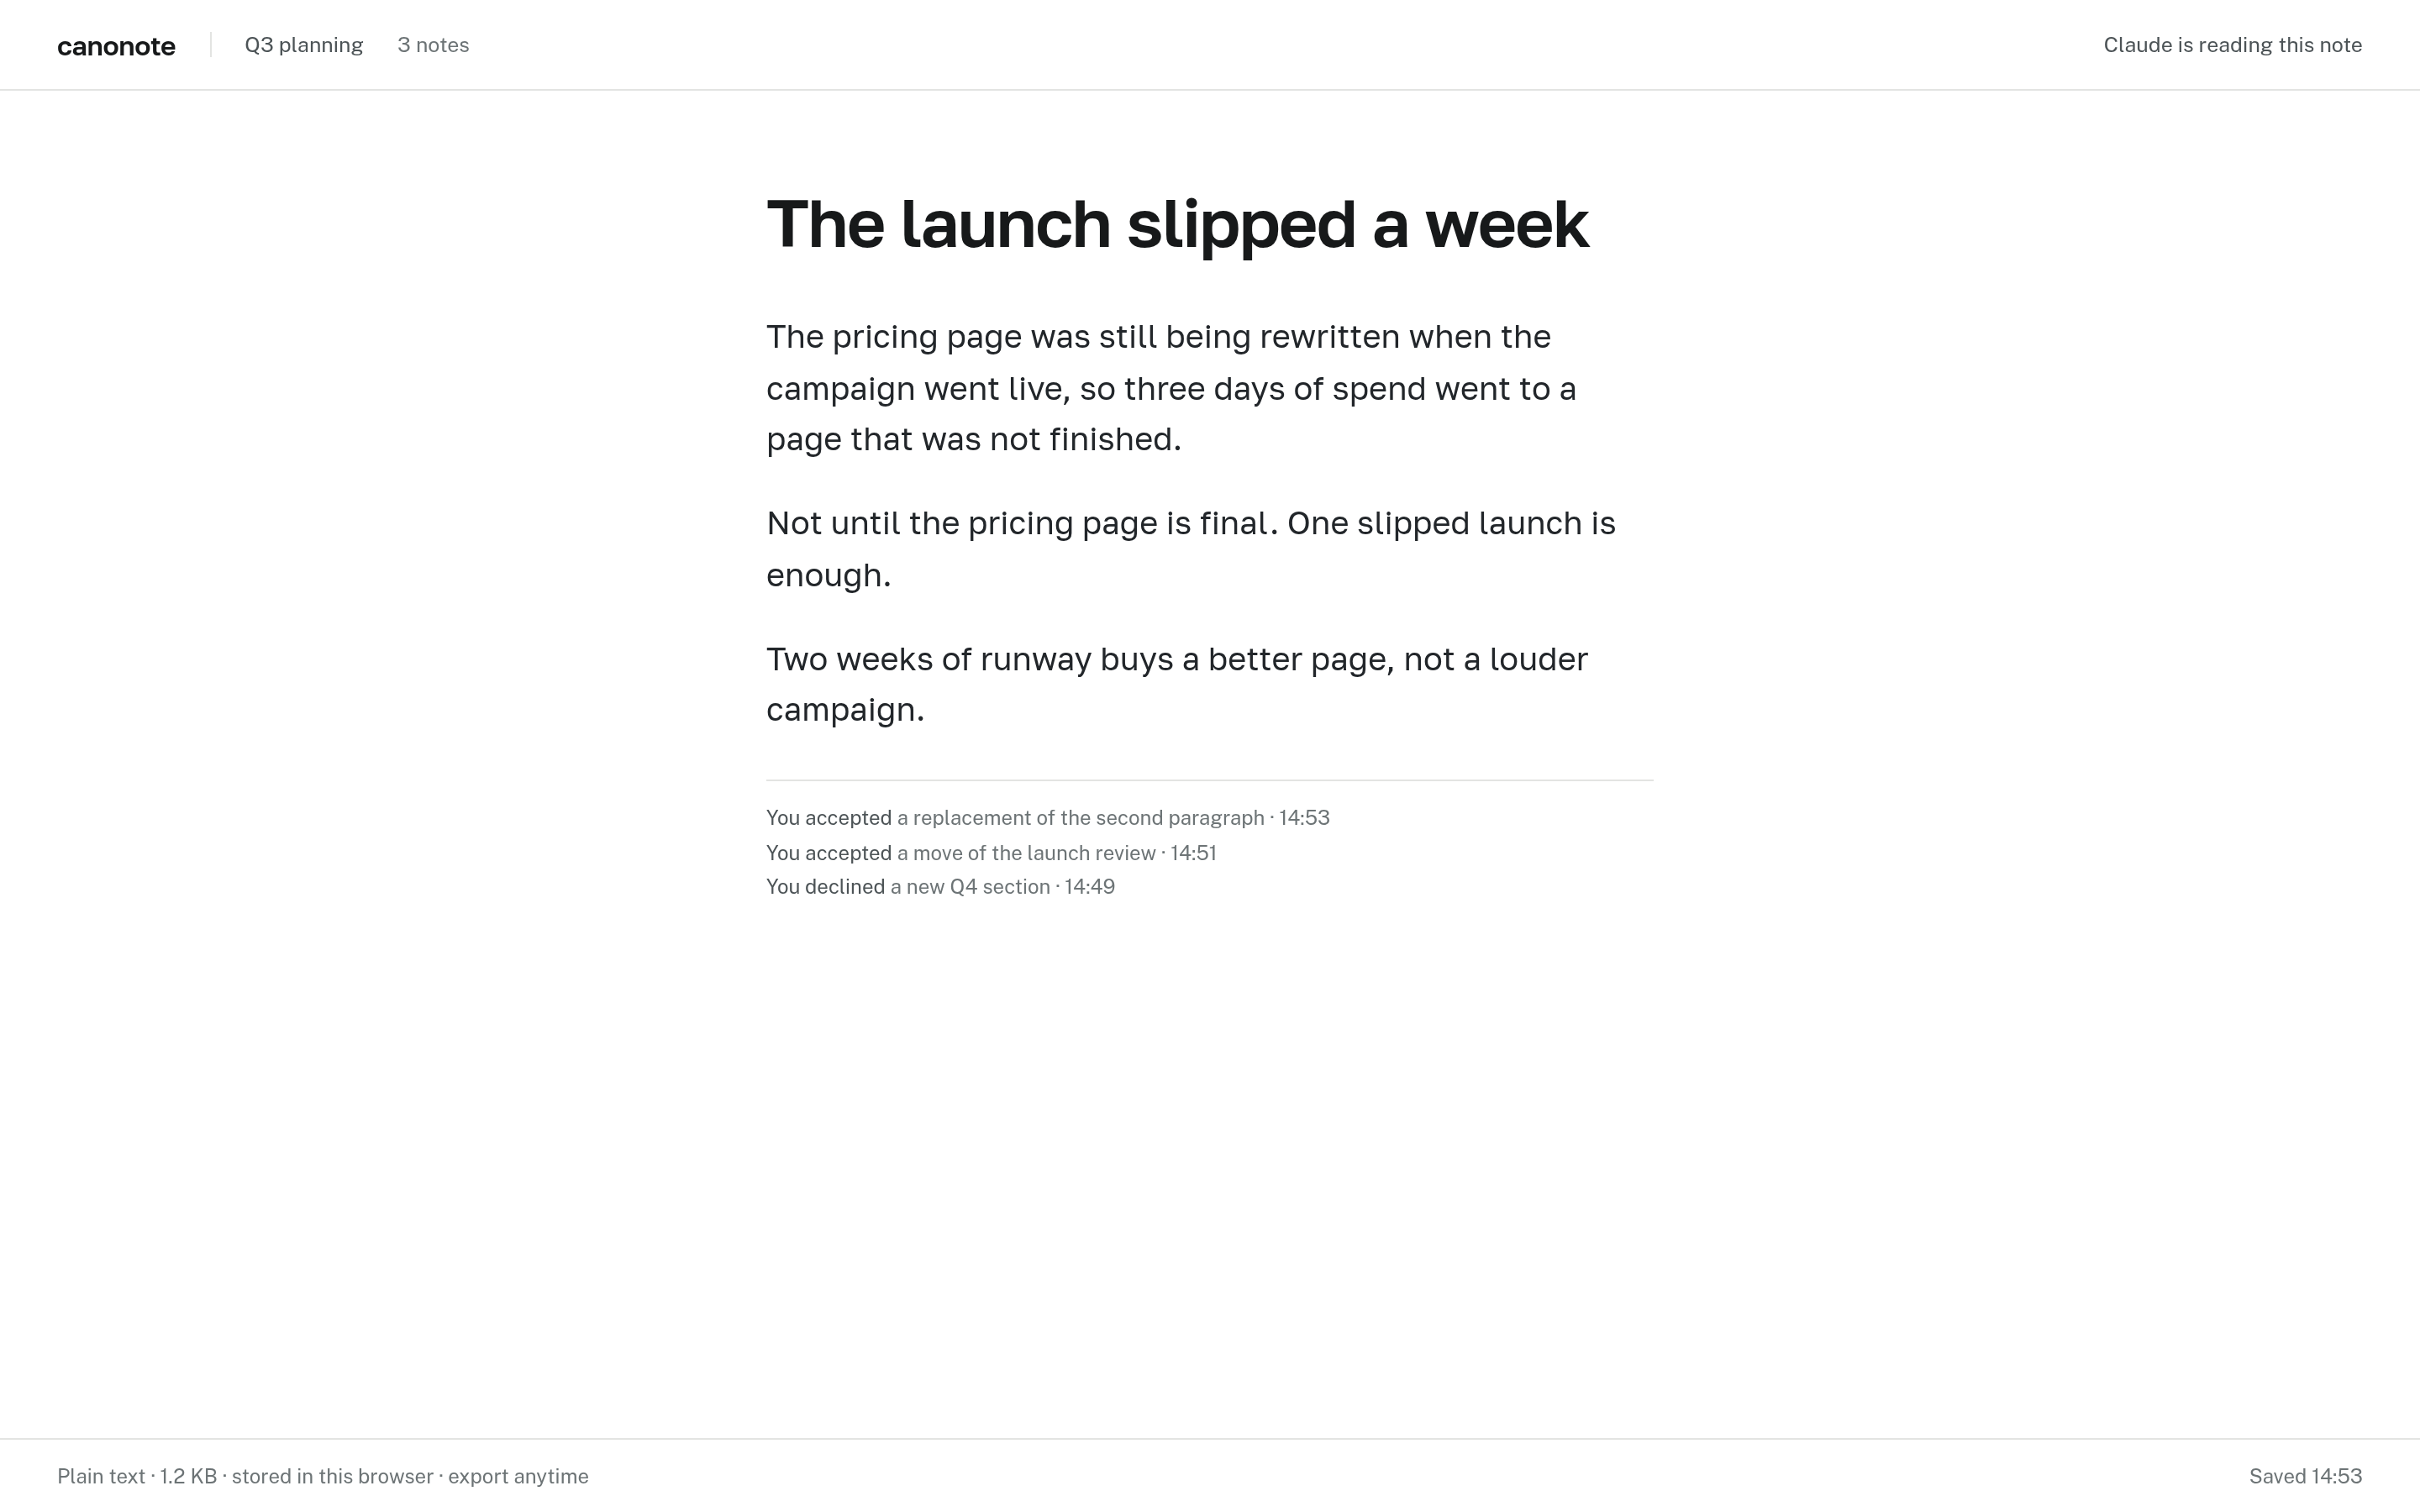 canonote
Q3 planning
3 notes
Claude is reading this note
The launch slipped a week
The pricing page was still being rewritten when the
campaign went live, so three days of spend went to a
page that was not finished.
Not until the pricing page is final. One slipped launch is
enough.
Two weeks of runway buys a better page, not a louder
campaign.
You accepted a replacement of the second paragraph · 14:53
You accepted a move of the launch review · 14:51
You declined a new Q4 section · 14:49
Plain text · 1.2 KB · stored in this browser · export anytime
Saved 14:53